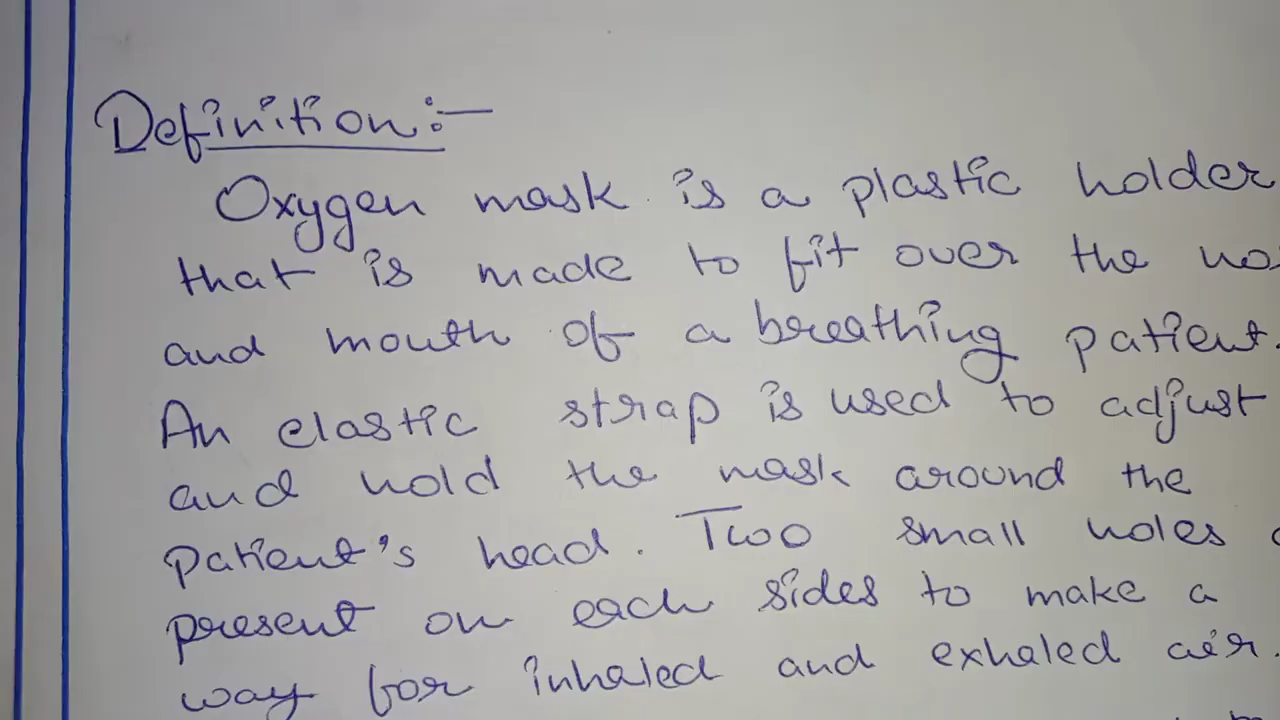 Definition:-
Oxygen mask is a plastic holder
that is made to fit over the
and mouth of a breathing patient.
An elastic strap is used to adjust
and hold the mask around the
patient's head. Two small holes
present on each sides to make a
way for inhaled and exhaled air.